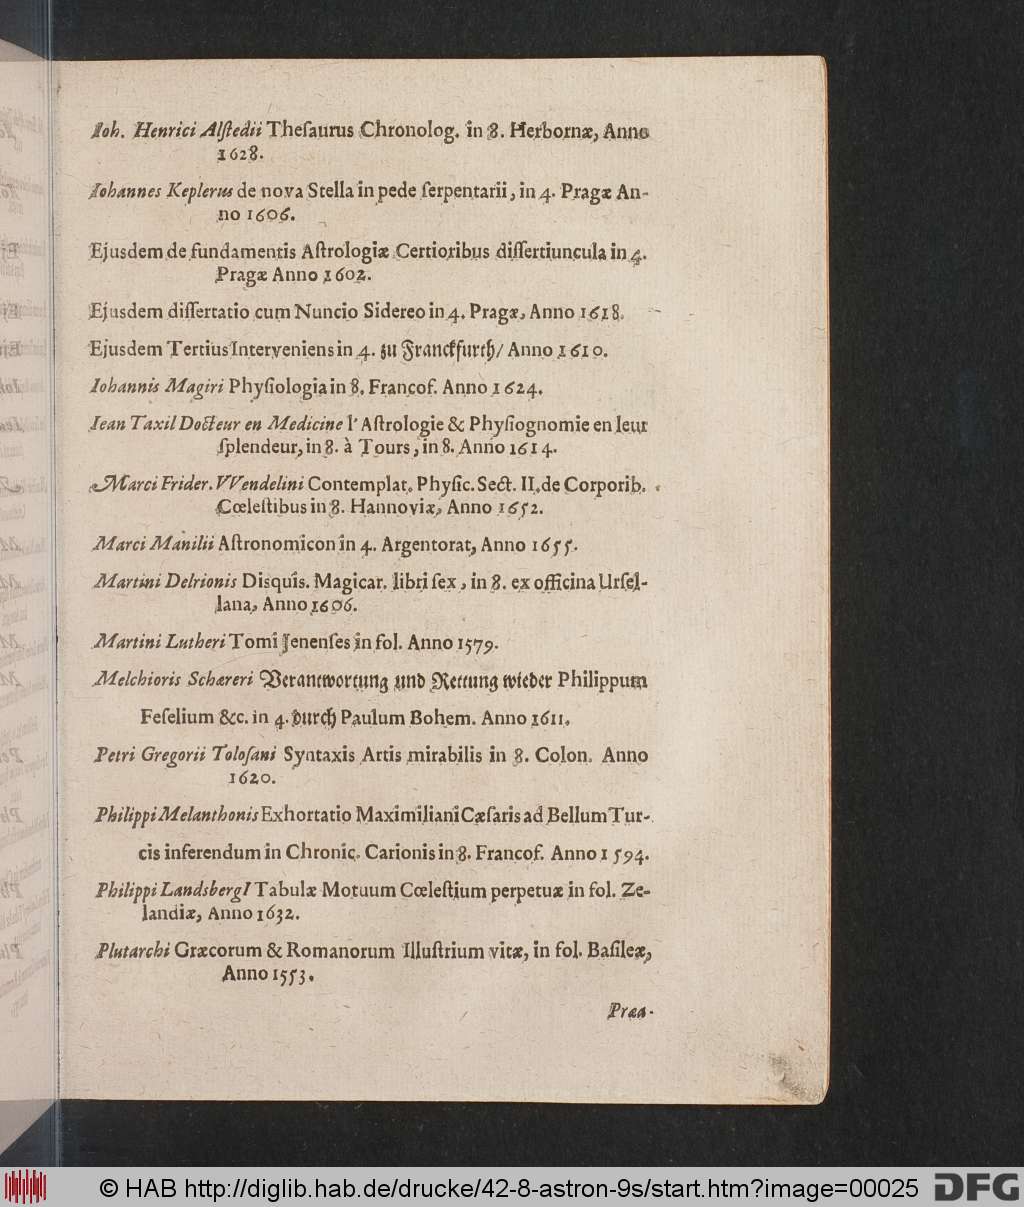 Ioh. Henrici Alſtedii Theſaurus Chronolog. in 8. Herbornæ, Anno
1628.
Iohannes Keplerus de nova Stella in pede ſerpentarii, in 4. Pragæ An-
no 1606.
Ejusdem de fundamentis Aſtrologiæ Certioribus diſſertiuncula in 4.
Pragæ Anno 1602.
Ejusdem diſſertatio cum Nuncio Sidereo in 4. Pragæ, Anno 1618.
Ejusdem Tertius Interveniens in 4. zu Franckfurth/ Anno 1610.
Iohannis Magiri Phyſiologia in 8. Francof. Anno 1624.
Iean Taxil Docteur en Medicine l' Aſtrologie & Phyſiognomie en leur
ſplendeur, in 8. à Tours, in 8. Anno 1614.
Marci Frider. VVendelini Contemplat. Phyſic. Sect. II. de Corporib.
Cœleſtibus in 8. Hannoviæ, Anno 1652.
Marci Manilii Aſtronomicon in 4. Argentorat, Anno 1655.
Martini Delrionis Disquiſ. Magicar. libri ſex, in 8. ex officina Urſel-
lana, Anno 1606.
Martini Lutheri Tomi Jenenſes in fol. Anno 1579.
Melchioris Schæreri Verantwortung und Rettung wieder Philippum
Feſelium &c. in 4. durch Paulum Bohem. Anno 1611.
Petri Gregorii Toloſani Syntaxis Artis mirabilis in 8. Colon. Anno
1620.
Philippi Melanthonis Exhortatio Maximiliani Cæſaris ad Bellum Tur-
cis inferendum in Chronic. Carionis in 8. Francof. Anno 1594.
Philippi LandsbergI Tabulæ Motuum Cœleſtium perpetuæ in fol. Ze-
landiæ, Anno 1632.
Plutarchi Græcorum & Romanorum Illuſtrium vitæ, in fol. Baſileæ,
Anno 1553.
Præa-
© HAB http://diglib.hab.de/drucke/42-8-astron-9s/start.htm?image=00025
DFG